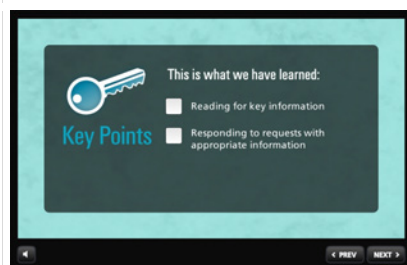 This is what we have learned:
Key Points
Reading for key information
Responding to requests with
appropriate information
< PREV
NEXT >